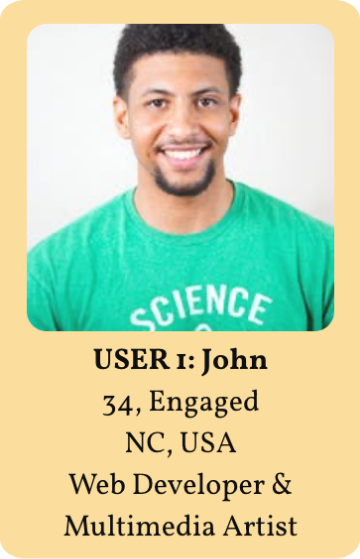 SCIENCE
USER 1: John
34, Engaged
NC, USA
Web Developer &
Multimedia Artist